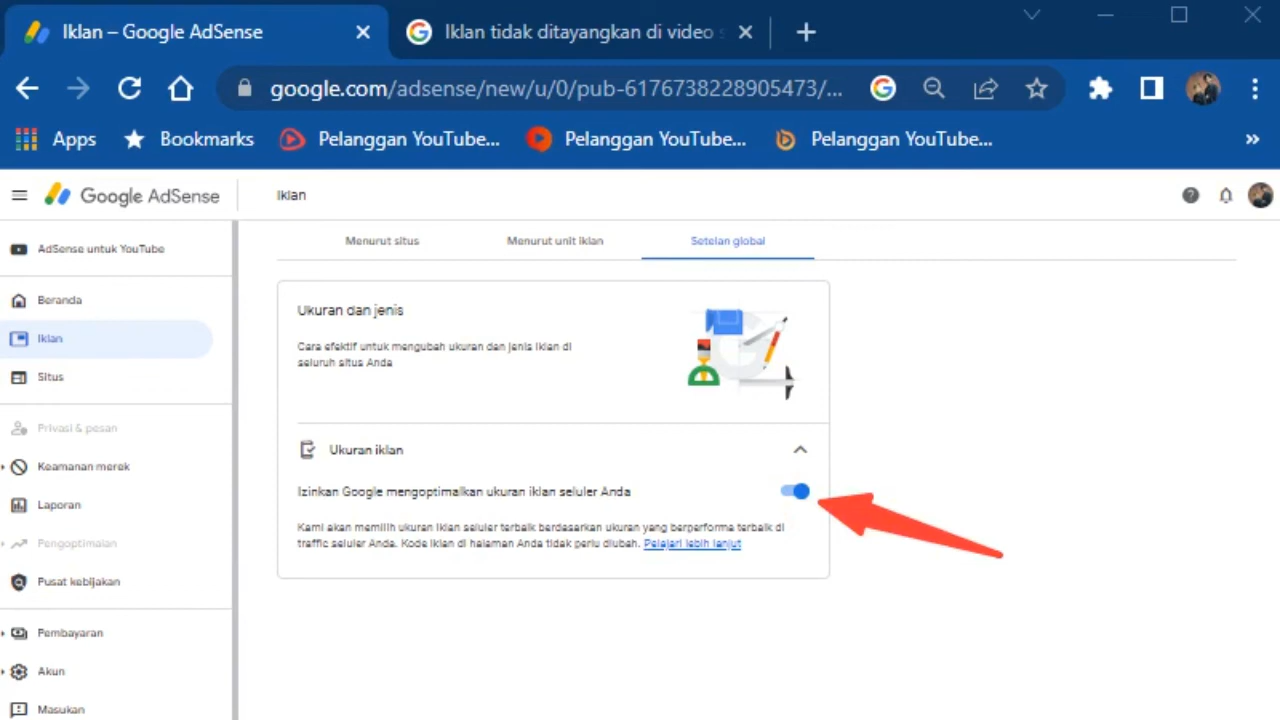 Iklan – Google AdSense
Iklan tidak ditayangkan di video s
google.com/adsense/new/u/0/pub-6176738228905473/...
Apps
Bookmarks
Pelanggan YouTube...
Pelanggan YouTube...
Pelanggan YouTube...
Google AdSense
Iklan
AdSense untuk YouTube
Beranda
Iklan
Situs
Privasi & pesan
Keamanan merek
Laporan
Pengoptimalan
Pusat kebijakan
Pembayaran
Akun
Masukan
Menurut situs
Menurut unit iklan
Setelan global
Ukuran dan jenis
Cara efektif untuk mengubah ukuran dan jenis iklan di
seluruh situs Anda
Ukuran iklan
Izinkan Google mengoptimalkan ukuran iklan seluler Anda
Kami akan memilih ukuran iklan seluler terbaik berdasarkan ukuran yang berperforma terbaik di
traffic seluler Anda. Kode iklan di halaman Anda tidak perlu diubah. Pelajari lebih lanjut